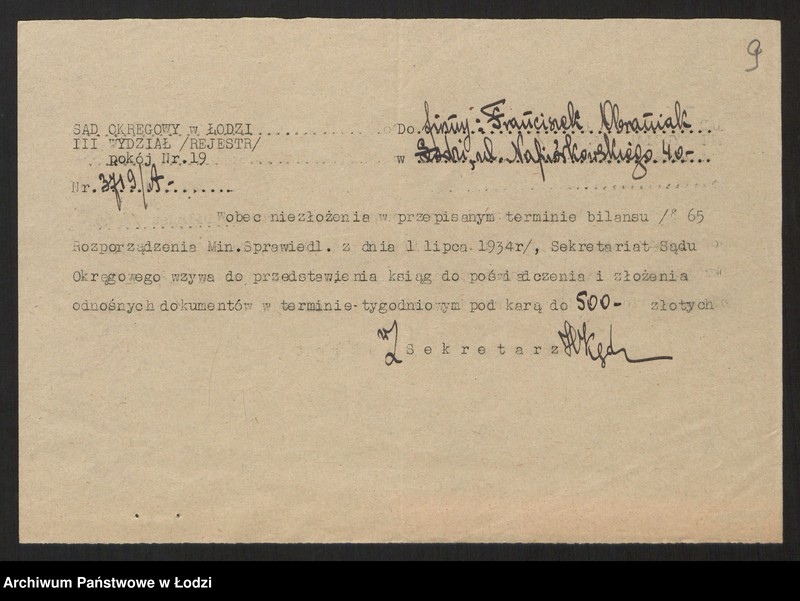 9
SĄD OKRĘGOWY w ŁODZI............. Do firmy: Franciszek Obraniak
III WYDZIAŁ /REJESTR/
pokój Nr.19 w Łodzi, ul. Napiórkowskiego 40-
Nr. 3719/A-
Wobec niezłożenia w przepisanym terminie bilansu /§ 65
Rozporządzenia Min.Sprawiedl. z dnia 1 lipca 1934r/, Sekretariat Sądu
Okręgowego wzywa do przedstawienia ksiąg do poświadczenia i złożenia
odnośnych dokumentów w terminie-tygodniowym pod karą do 500- złotych
Sekretarz
Archiwum Państwowe w Łodzi